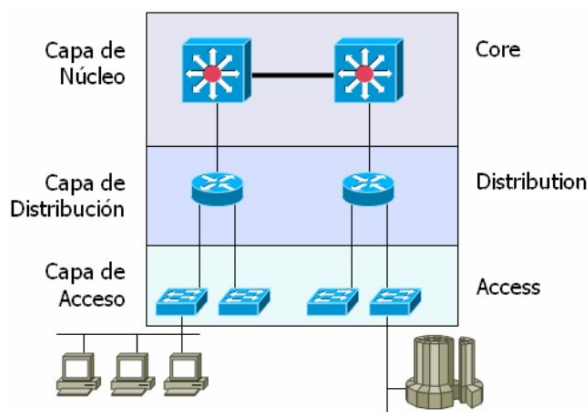 Capa de
Núcleo
Core
Capa de
Distribución
Distribution
Capa de
Acceso
Access